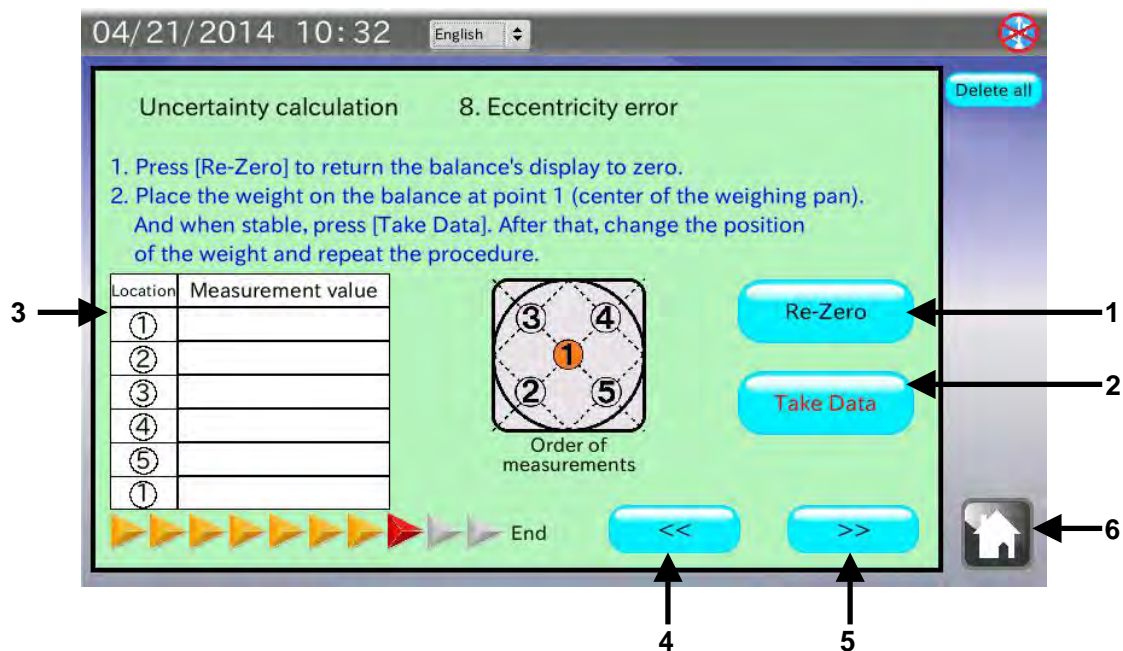 04/21/2014 10:32 English
Delete all
Uncertainty calculation 8. Eccentricity error
1. Press [Re-Zero] to return the balance's display to zero.
2. Place the weight on the balance at point 1 (center of the weighing pan).
And when stable, press [Take Data]. After that, change the position
of the weight and repeat the procedure.
Location Measurement value
①
②
③
④
⑤
①
3 4
1
2 5
Order of
measurements
Re-Zero
Take Data
End
<<
>>
1
2
3
4
5
6